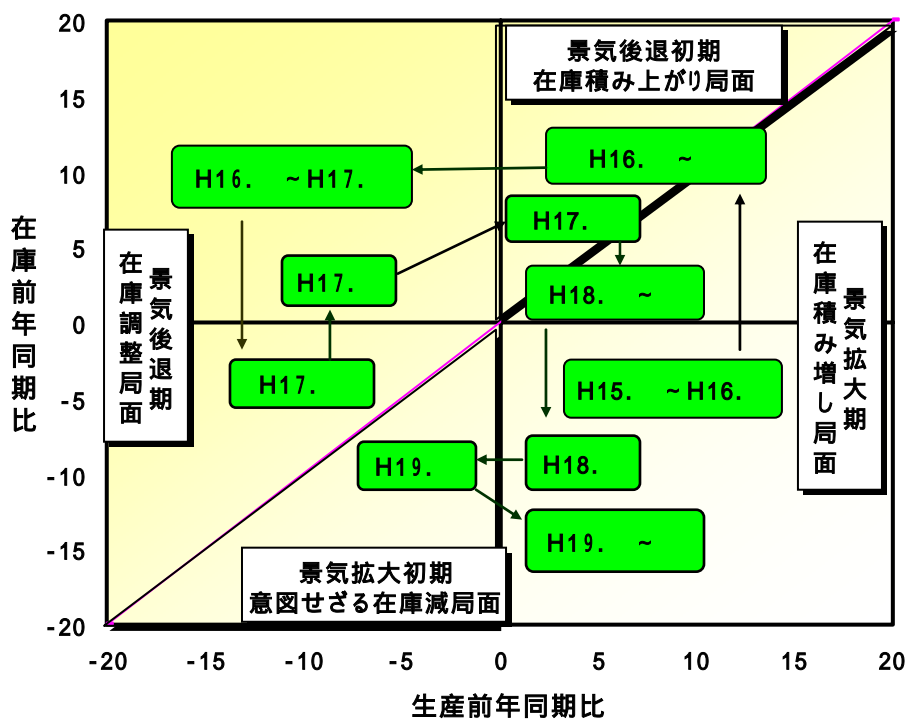 20
15
10
5
0
-5
-10
-15
-20
-20
-15
-10
-5
0
5
10
15
20
在庫前年同期比
生産前年同期比
景気後退初期
在庫積み上がり局面
景気後退期
在庫調整局面
景気拡大期
在庫積み増し局面
景気拡大初期
意図せざる在庫減局面
H16. ~
H16. ~H17.
H17.
H17.
H18. ~
H17.
H15. ~H16.
H19.
H18.
H19. ~